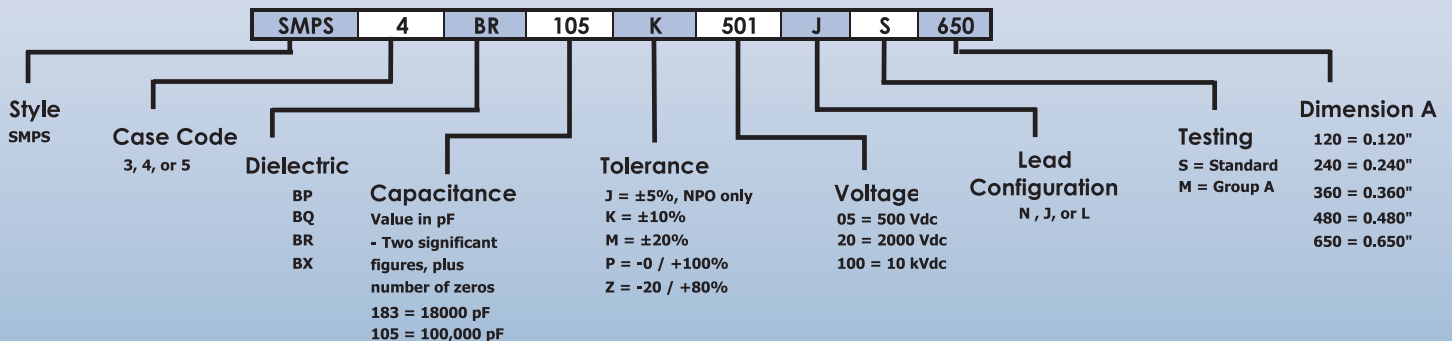 SMPS 4 BR 105 K 501 J S 650
Style
SMPS
Case Code
3, 4, or 5
Dielectric
BP
BQ
BR
BX
Capacitance
Value in pF
- Two significant
figures, plus
number of zeros
183 = 18000 pF
105 = 100,000 pF
Tolerance
J = ±5%, NPO only
K = ±10%
M = ±20%
P = -0 / +100%
Z = -20 / +80%
Voltage
05 = 500 Vdc
20 = 2000 Vdc
100 = 10 kVdc
Lead
Configuration
N , J, or L
Testing
S = Standard
M = Group A
Dimension A
120 = 0.120"
240 = 0.240"
360 = 0.360"
480 = 0.480"
650 = 0.650"